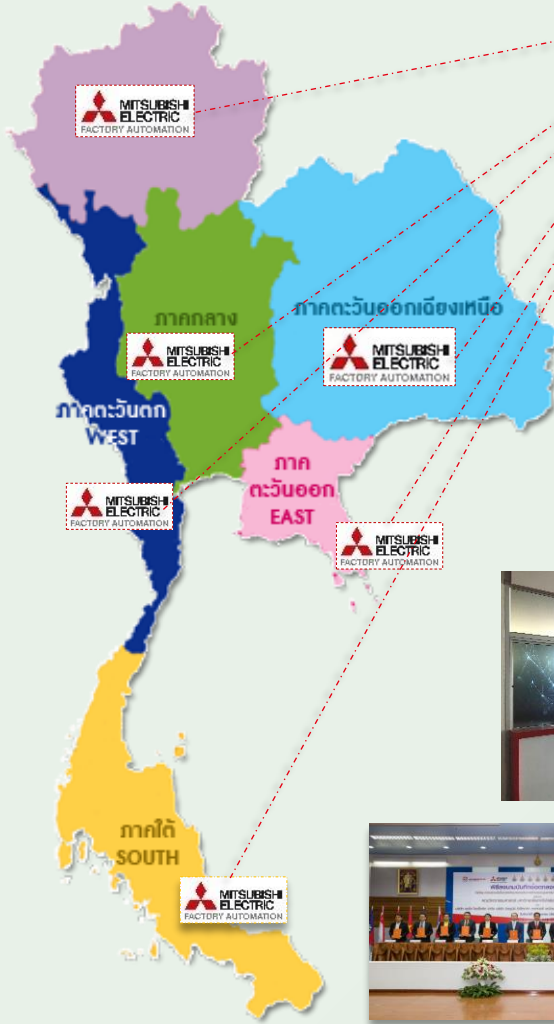 MITSUBISHI
ELECTRIC
FACTORY AUTOMATION
ภาคกลาง
ภาคตะวันออกเฉียงเหนือ
MITSUBISHI
ELECTRIC
FACTORY AUTOMATION
MITSUBISHI
ELECTRIC
FACTORY AUTOMATION
ภาคตะวันตก
WEST
ภาค
ตะวันออก
EAST
MITSUBISHI
ELECTRIC
FACTORY AUTOMATION
MITSUBISHI
ELECTRIC
FACTORY AUTOMATION
ภาคใต้
SOUTH
MITSUBISHI
ELECTRIC
FACTORY AUTOMATION